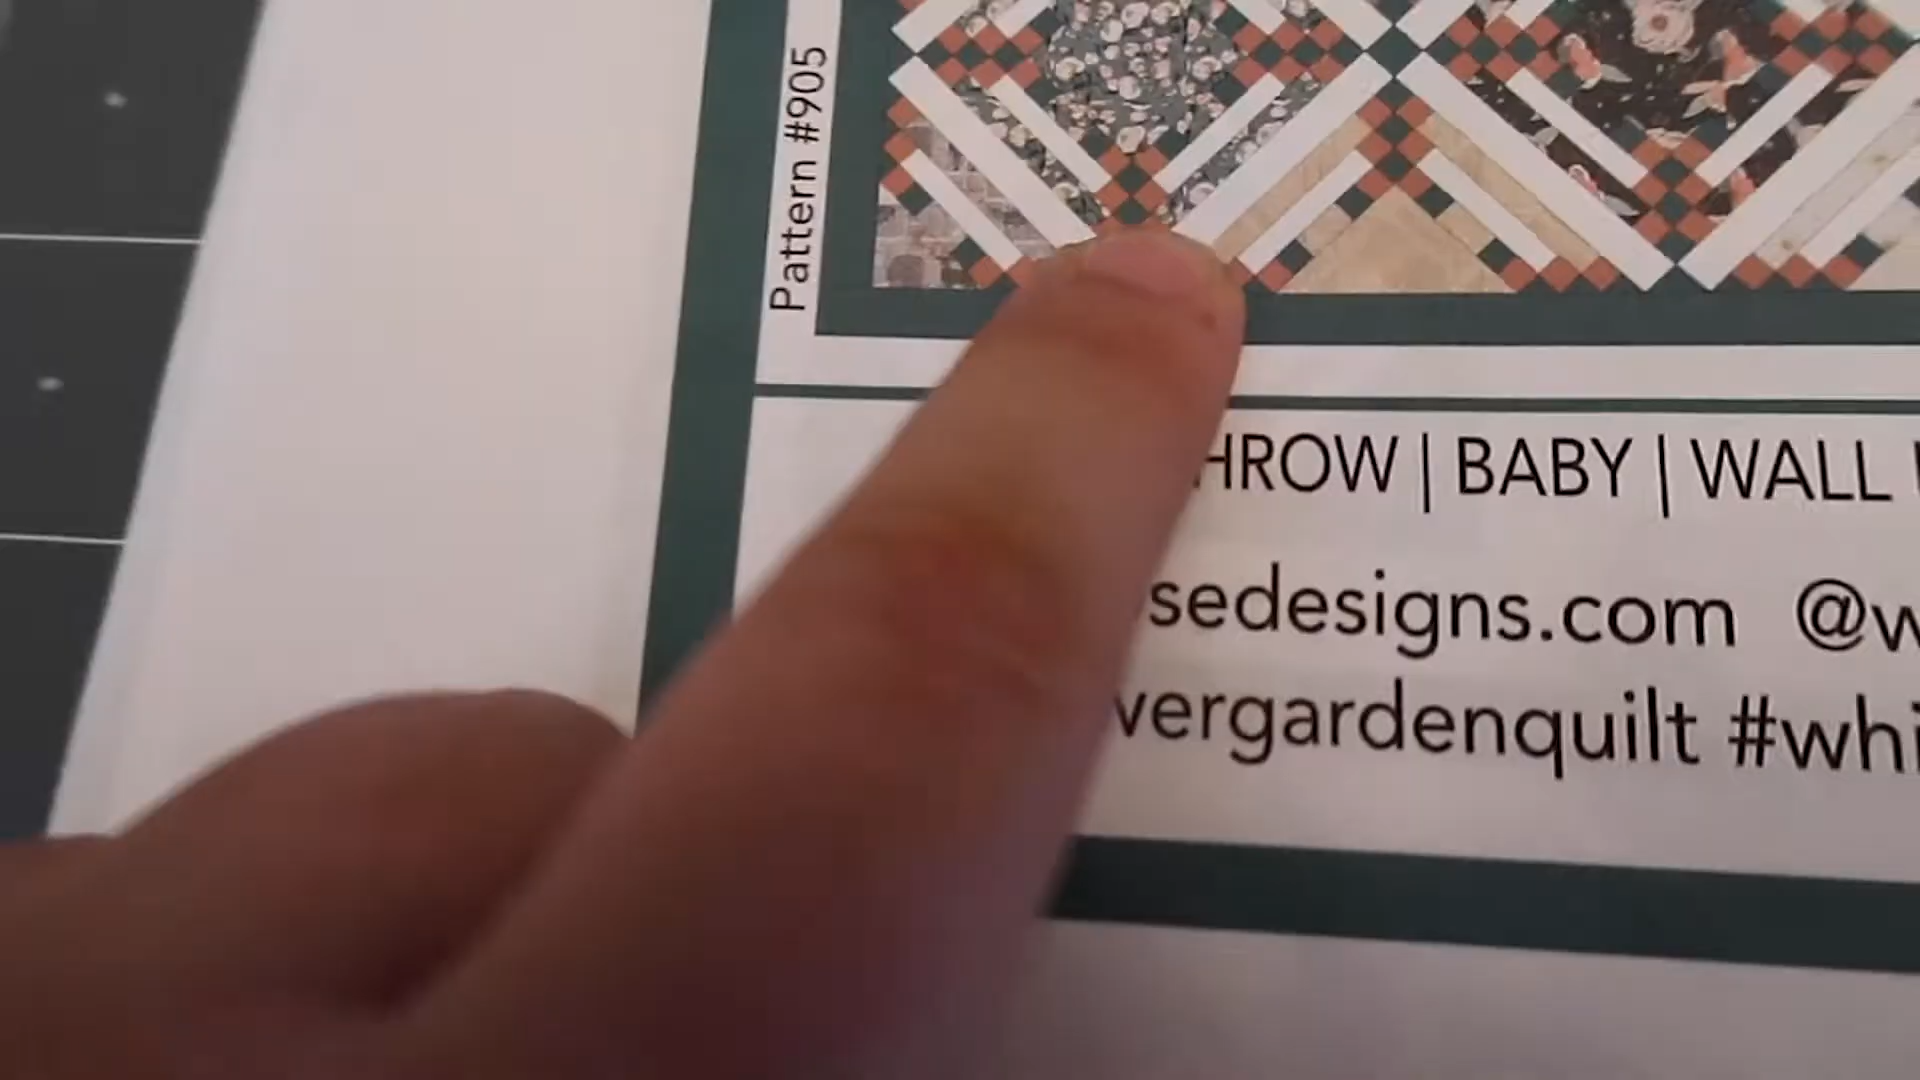 Pattern #905
HROW | BABY | WALL
sedesigns.com @w
vergardenquilt #whi